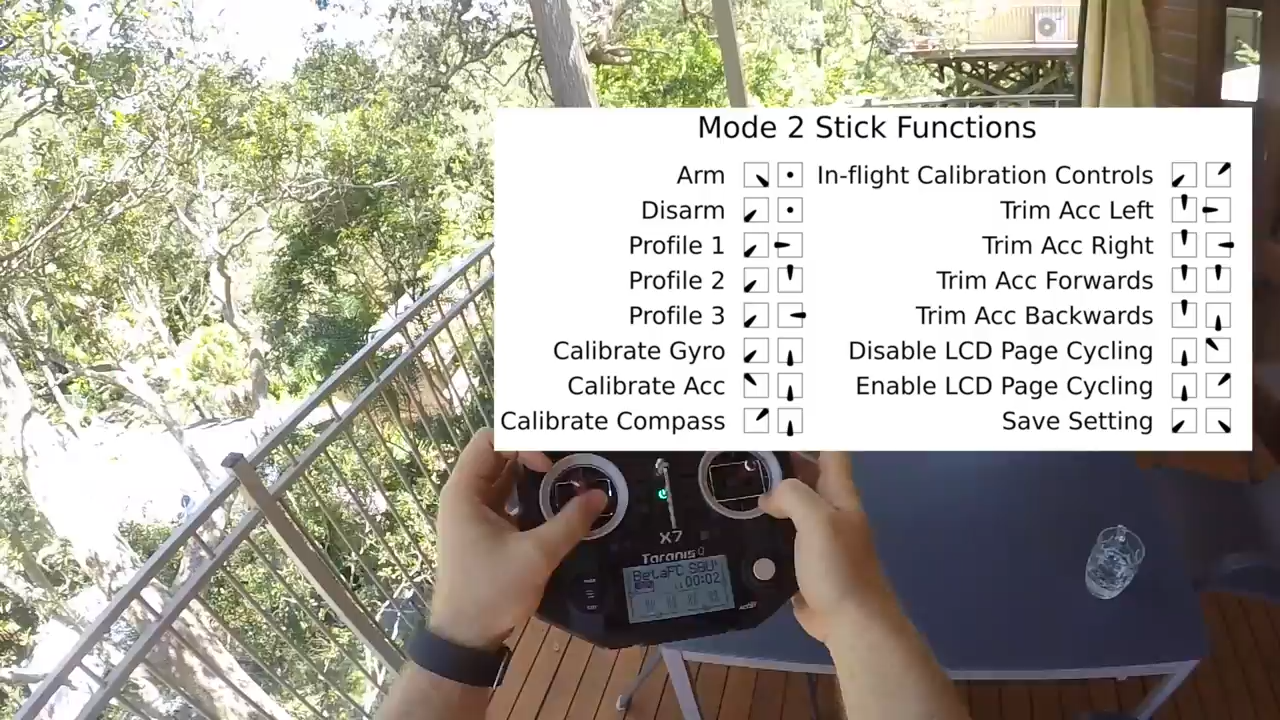 Mode 2 Stick Functions
Arm
Disarm
Profile 1
Profile 2
Profile 3
Calibrate Gyro
Calibrate Acc
Calibrate Compass
In-flight Calibration Controls
Trim Acc Left
Trim Acc Right
Trim Acc Forwards
Trim Acc Backwards
Disable LCD Page Cycling
Enable LCD Page Cycling
Save Setting
X7
Taranis Q
BetaFC SBU
00:02